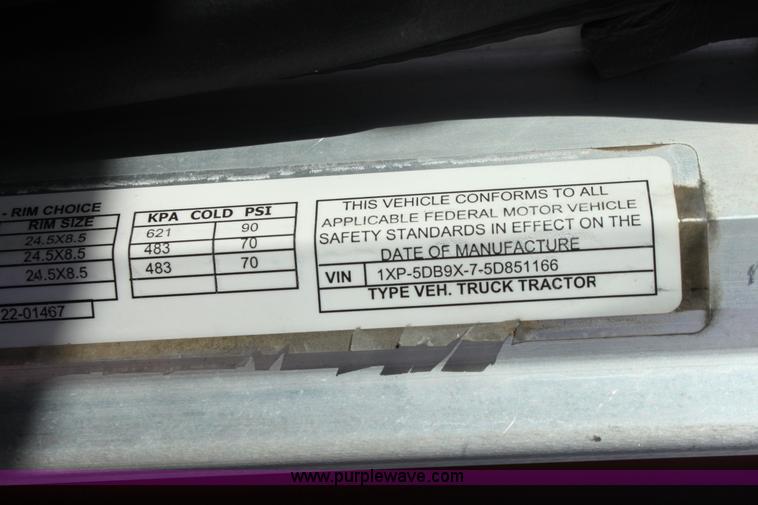 - RIM CHOICE
RIM SIZE
24.5X8.5
24.5X8.5
24.5X8.5
22-01467
KPA COLD PSI
621 90
483 70
483 70
THIS VEHICLE CONFORMS TO ALL
APPLICABLE FEDERAL MOTOR VEHICLE
SAFETY STANDARDS IN EFFECT ON THE
DATE OF MANUFACTURE
VIN 1XP-5DB9X-7-5D851166
TYPE VEH. TRUCK TRACTOR
www.purplewave.com